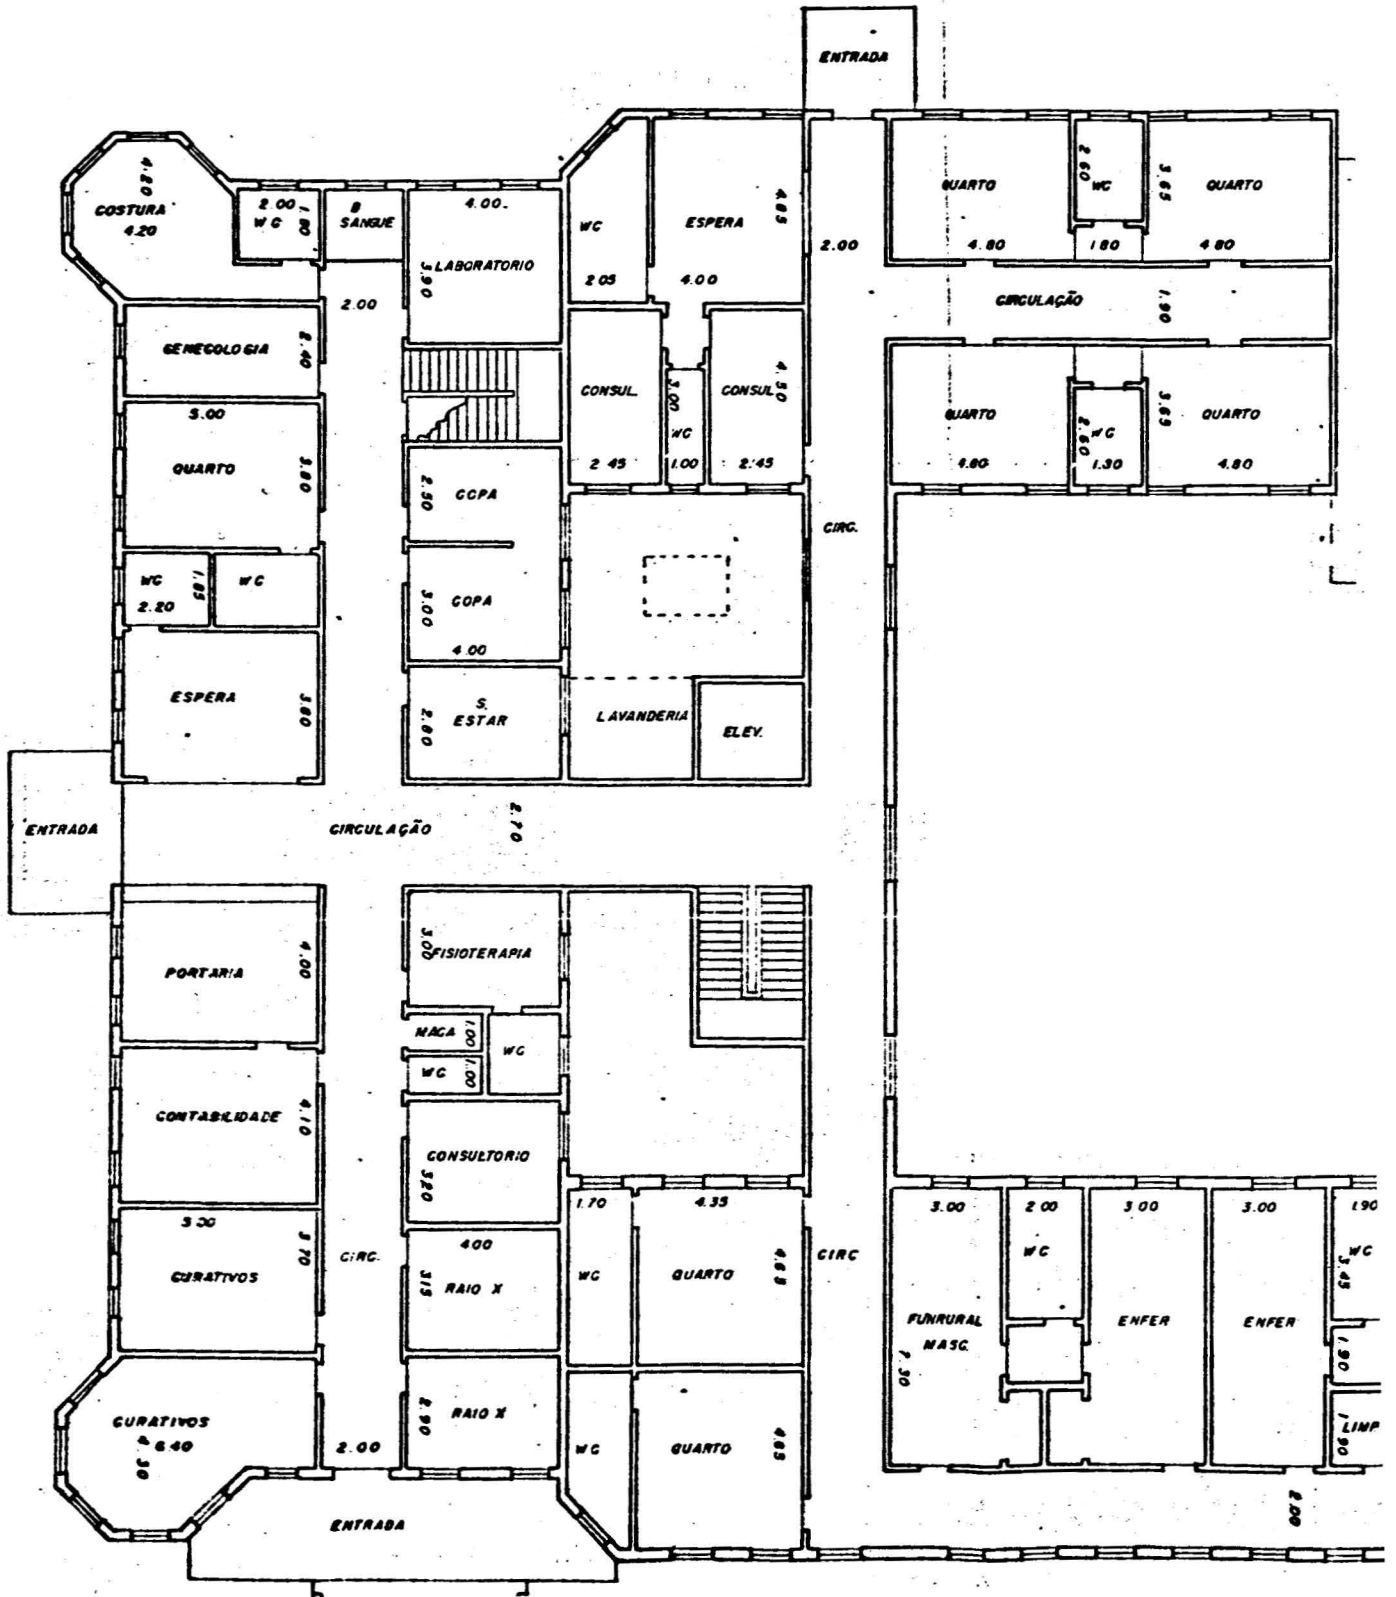 ENTRADA
COSTURA
4.20
4.20
2.00
WC
1.80
B
SANGUE
4.00
LABORATORIO
3.90
WC
2.05
ESPERA
4.85
4.00
2.00
QUARTO
4.80
2.60
WC
1.80
3.65
QUARTO
4.80
CIRCULAÇÃO
1.90
2.00
GENECOLOGIA
2.40
5.00
QUARTO
3.80
CONSUL.
2.45
3.00
WC
1.00
CONSUL
4.50
2.45
QUARTO
4.80
2.60
WC
1.30
3.65
QUARTO
4.80
COPA
2.50
COPA
3.00
4.00
CIRC.
WC
1.85
2.20
WC
ESPERA
3.80
S.
ESTAR
2.80
LAVANDERIA
ELEV.
ENTRADA
CIRCULAÇÃO
2.70
PORTARIA
4.00
FISIOTERAPIA
3.00
MACA
1.00
WC
1.00
WC
CONTABILIDADE
4.10
CONSULTORIO
3.20
5.00
CURATIVOS
3.70
CIRC.
4.00
RAIO X
3.15
1.70
WC
4.35
QUARTO
4.65
CIRC
3.00
FUNRURAL
MASC.
7.30
2.00
WC
3.00
ENFER
3.00
ENFER
1.90
WC
3.45
1.90
LIMP
1.90
CURATIVOS
6.40
4.30
2.00
RAIO X
2.90
WC
QUARTO
4.85
2.00
ENTRADA